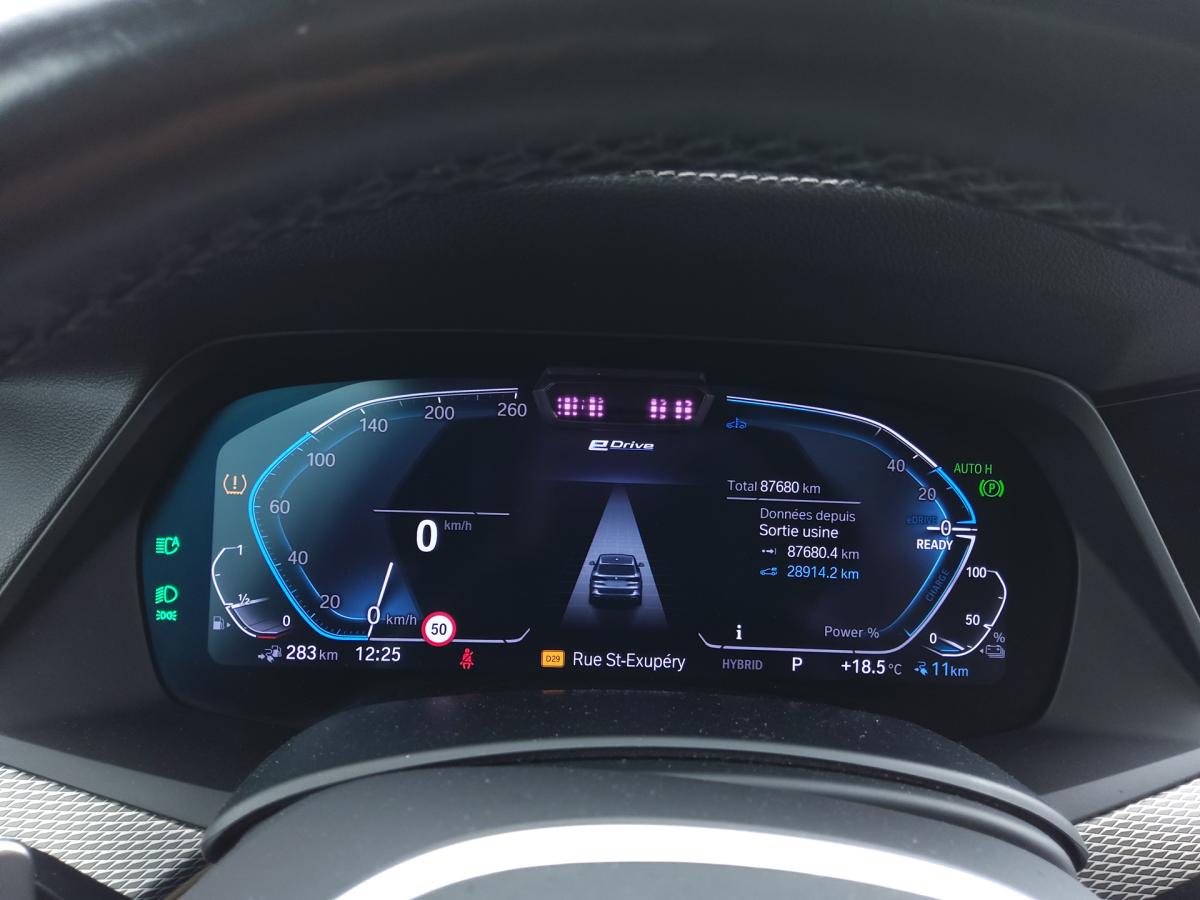 eDrive
260
200
140
100
60
40
20
0 km/h
0 km/h
50
1
1/2
0
283 km
12:25
D29 Rue St-Exupéry
Total 87680 km
Données depuis
Sortie usine
87680.4 km
28914.2 km
i
Power %
HYBRID
P
+18.5 °C
11 km
40
20
0
eDRIVE
READY
CHARGE
AUTO H
P
100
50
0
%
A